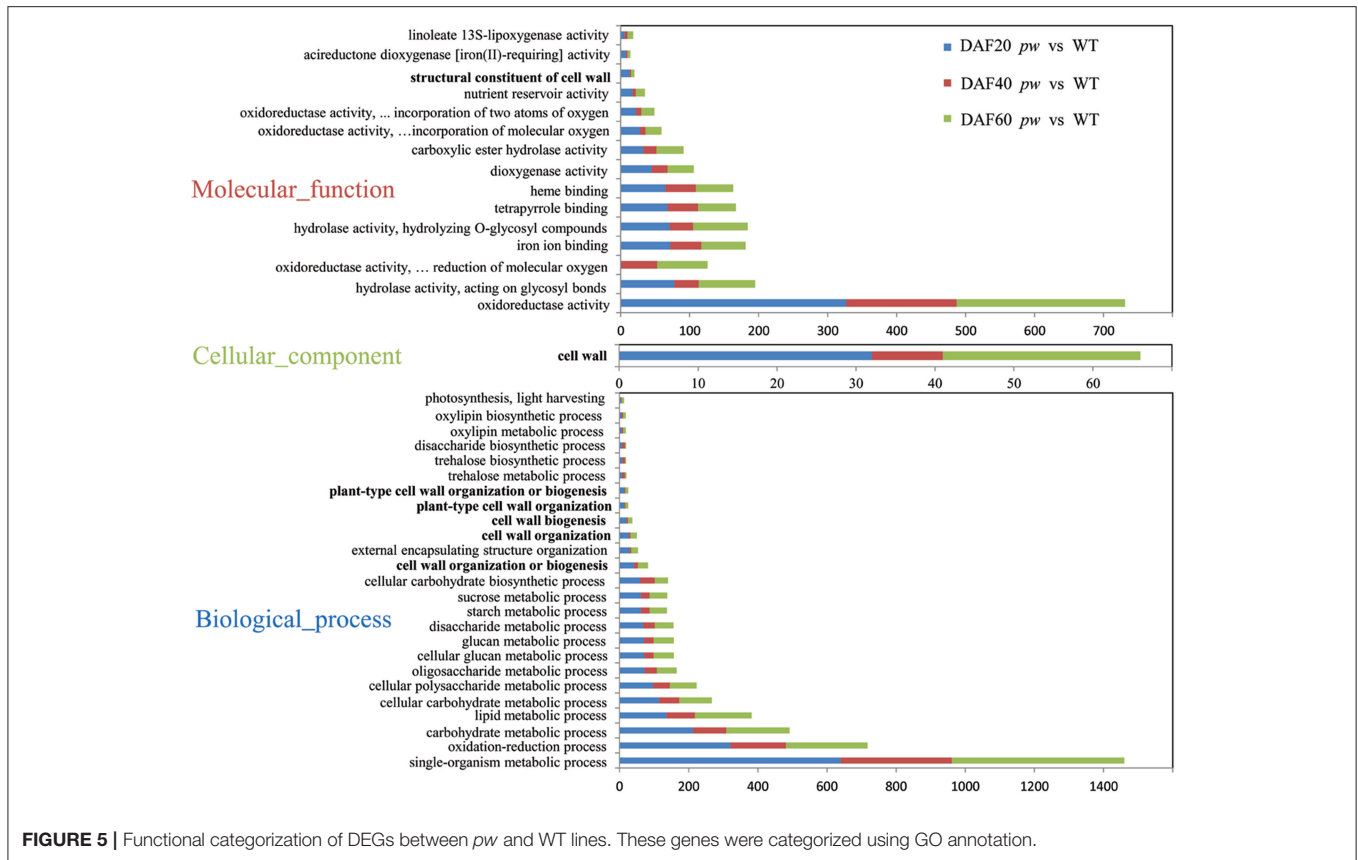 linoleate 13S-lipoxygenase activity
acireductone dioxygenase [iron(II)-requiring] activity
structural constituent of cell wall
nutrient reservoir activity
oxidoreductase activity, ... incorporation of two atoms of oxygen
oxidoreductase activity, …incorporation of molecular oxygen
carboxylic ester hydrolase activity
dioxygenase activity
heme binding
tetrapyrrole binding
hydrolase activity, hydrolyzing O-glycosyl compounds
iron ion binding
oxidoreductase activity, … reduction of molecular oxygen
hydrolase activity, acting on glycosyl bonds
oxidoreductase activity
Molecular_function
DAF20 pw vs WT
DAF40 pw vs WT
DAF60 pw vs WT
0 100 200 300 400 500 600 700
Cellular_component
cell wall
0 10 20 30 40 50 60
photosynthesis, light harvesting
oxylipin biosynthetic process
oxylipin metabolic process
disaccharide biosynthetic process
trehalose biosynthetic process
trehalose metabolic process
plant-type cell wall organization or biogenesis
plant-type cell wall organization
cell wall biogenesis
cell wall organization
external encapsulating structure organization
cell wall organization or biogenesis
cellular carbohydrate biosynthetic process
sucrose metabolic process
starch metabolic process
disaccharide metabolic process
glucan metabolic process
cellular glucan metabolic process
oligosaccharide metabolic process
cellular polysaccharide metabolic process
cellular carbohydrate metabolic process
lipid metabolic process
carbohydrate metabolic process
oxidation-reduction process
single-organism metabolic process
Biological_process
0 200 400 600 800 1000 1200 1400
FIGURE 5 | Functional categorization of DEGs between pw and WT lines. These genes were categorized using GO annotation.